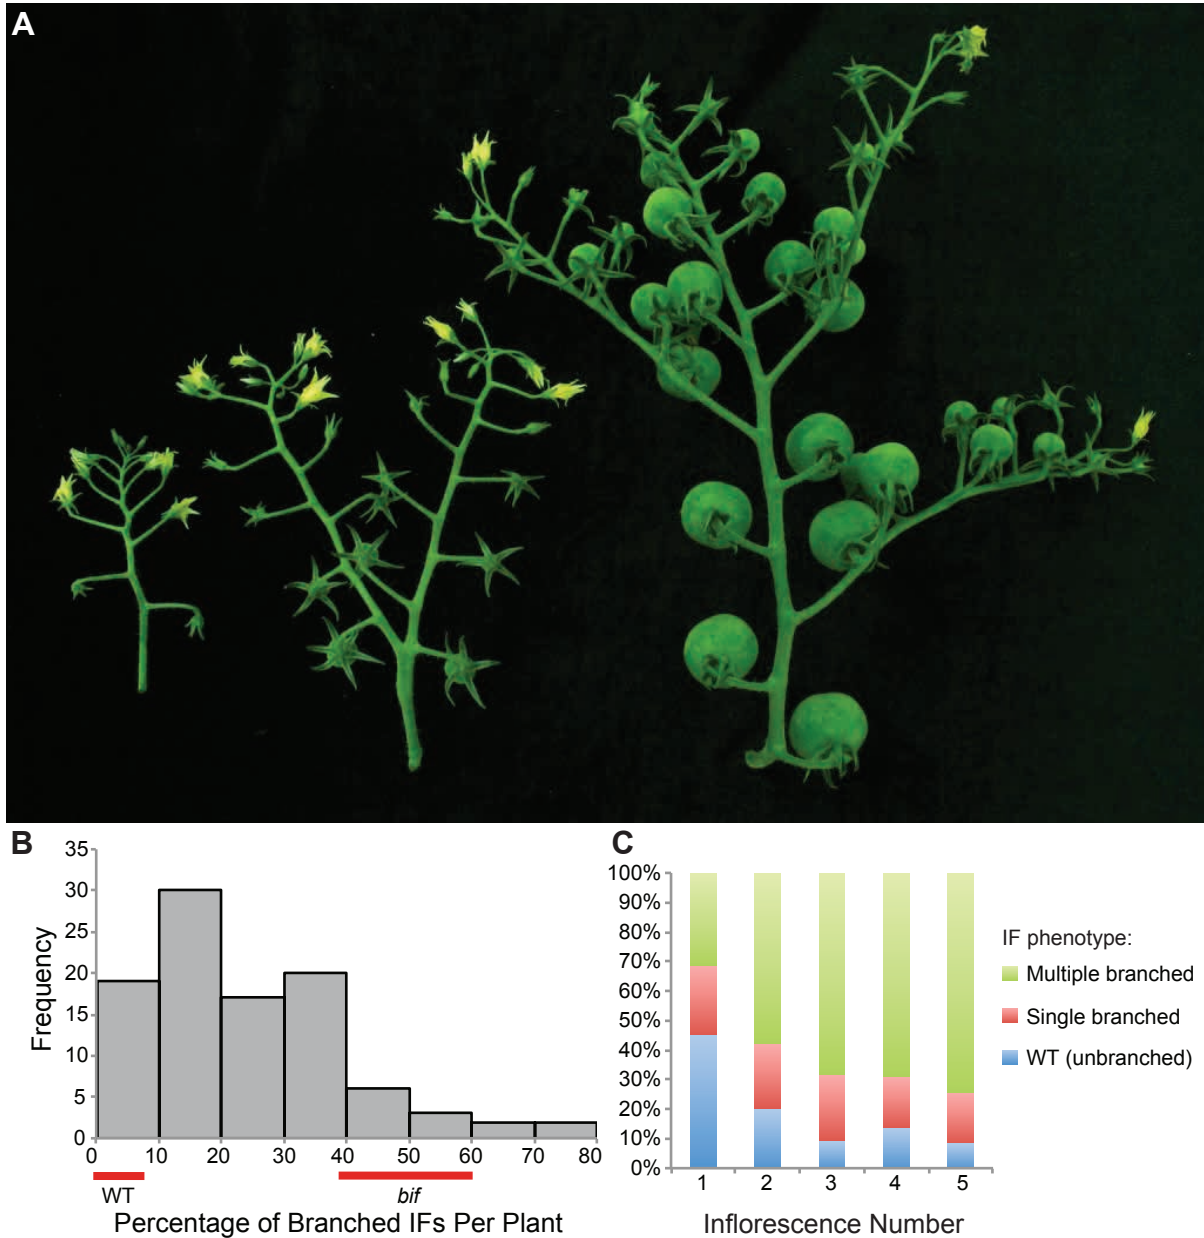 A
B
35
30
25
20
15
10
5
0
Frequency
0 10 20 30 40 50 60 70 80
WT
bif
Percentage of Branched IFs Per Plant
C
100%
90%
80%
70%
60%
50%
40%
30%
20%
10%
0%
1 2 3 4 5
Inflorescence Number
IF phenotype:
Multiple branched
Single branched
WT (unbranched)